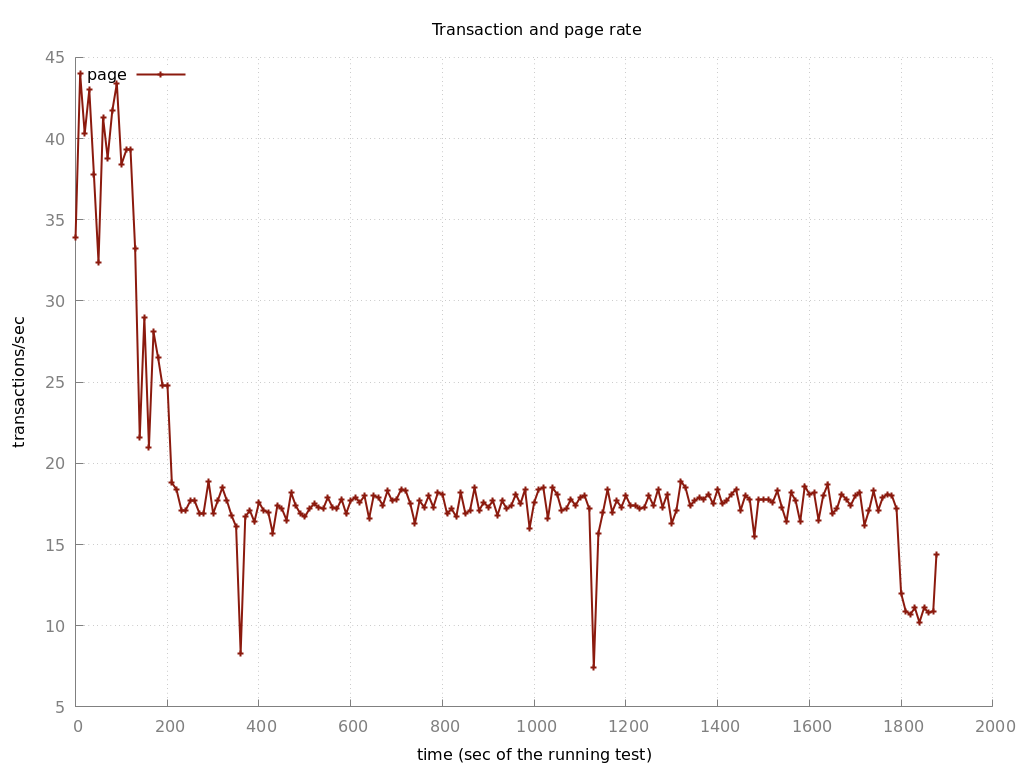 Transaction and page rate
page
transactions/sec
45
40
35
30
25
20
15
10
5
0 200 400 600 800 1000 1200 1400 1600 1800 2000
time (sec of the running test)